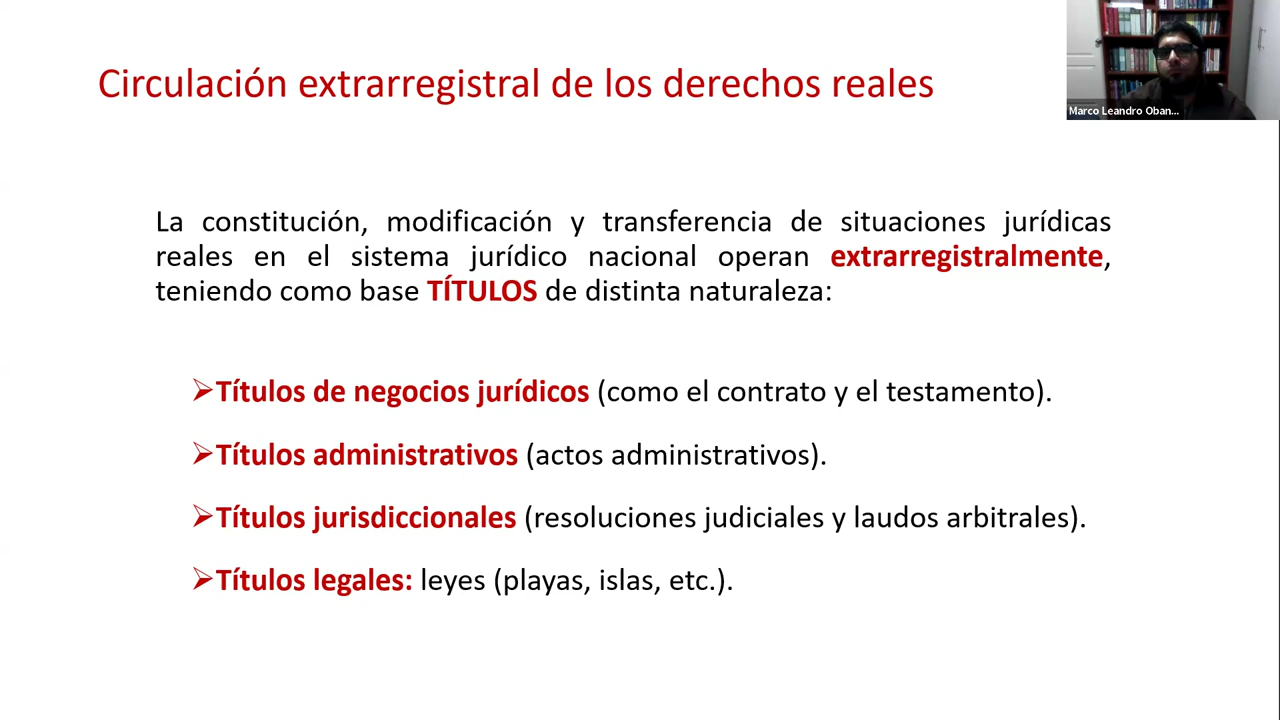 Circulación extrarregistral de los derechos reales
Marco Leandro Oban...
La constitución, modificación y transferencia de situaciones jurídicas
reales en el sistema jurídico nacional operan extrarregistralmente,
teniendo como base TÍTULOS de distinta naturaleza:
➢Títulos de negocios jurídicos (como el contrato y el testamento).
➢Títulos administrativos (actos administrativos).
➢Títulos jurisdiccionales (resoluciones judiciales y laudos arbitrales).
➢Títulos legales: leyes (playas, islas, etc.).